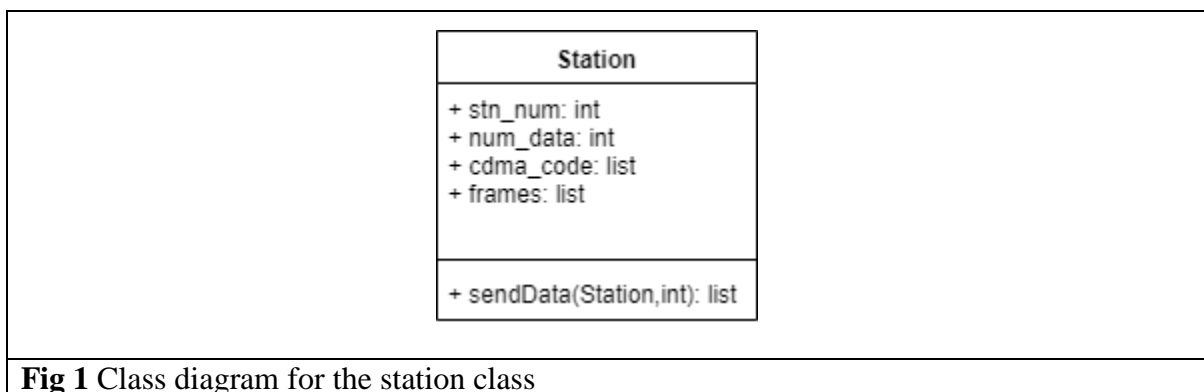 Station
+ stn_num: int
+ num_data: int
+ cdma_code: list
+ frames: list
+ sendData(Station,int): list
Fig 1 Class diagram for the station class